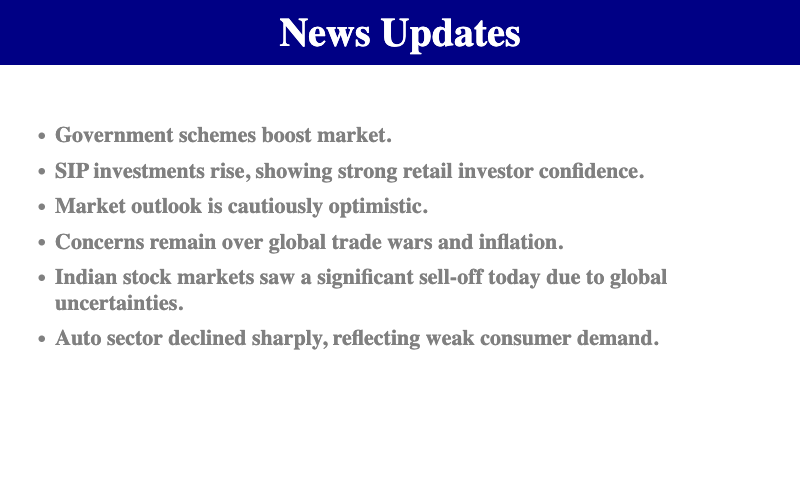 News Updates
• Government schemes boost market.
• SIP investments rise, showing strong retail investor confidence.
• Market outlook is cautiously optimistic.
• Concerns remain over global trade wars and inflation.
• Indian stock markets saw a significant sell-off today due to global
uncertainties.
• Auto sector declined sharply, reflecting weak consumer demand.